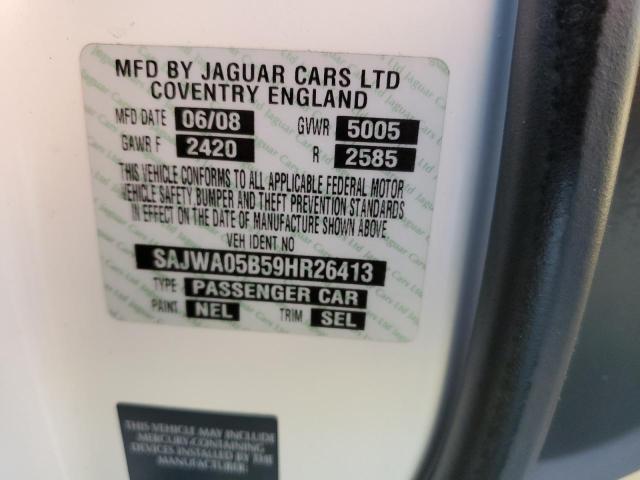 MFD BY JAGUAR CARS LTD
COVENTRY ENGLAND
MFD DATE 06/08 GVWR 5005
GAWR F 2420 R 2585
THIS VEHICLE CONFORMS TO ALL APPLICABLE FEDERAL MOTOR
VEHICLE SAFETY BUMPER AND THEFT PREVENTION STANDARDS
IN EFFECT ON THE DATE OF MANUFACTURE SHOWN ABOVE.
VEH IDENT NO
SAJWA05B59HR26413
TYPE PASSENGER CAR
PAINT NEL TRIM SEL
THIS VEHICLE MAY INCLUDE
MERCURY-CONTAINING
DEVICES INSTALLED BY THE
MANUFACTURER: